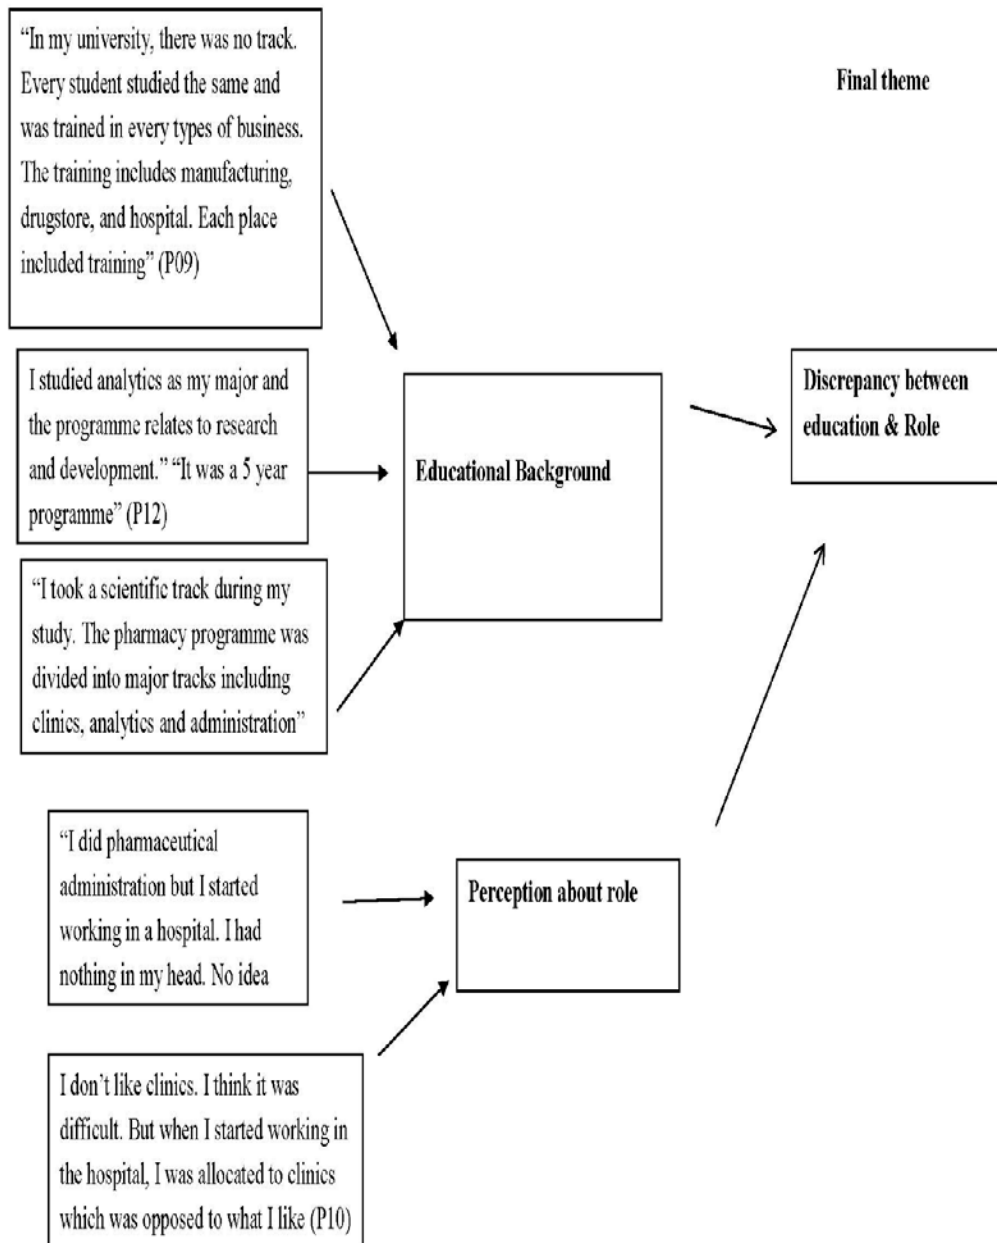 “In my university, there was no track.
Every student studied the same and
was trained in every types of business.
The training includes manufacturing,
drugstore, and hospital. Each place
included training” (P09)
Final theme
I studied analytics as my major and
the programme relates to research
and development.” “It was a 5 year
programme” (P12)
Educational Background
Discrepancy between
education & Role
“I took a scientific track during my
study. The pharmacy programme was
divided into major tracks including
clinics, analytics and administration”
“I did pharmaceutical
administration but I started
working in a hospital. I had
nothing in my head. No idea
Perception about role
I don’t like clinics. I think it was
difficult. But when I started working in
the hospital, I was allocated to clinics
which was opposed to what I like (P10)